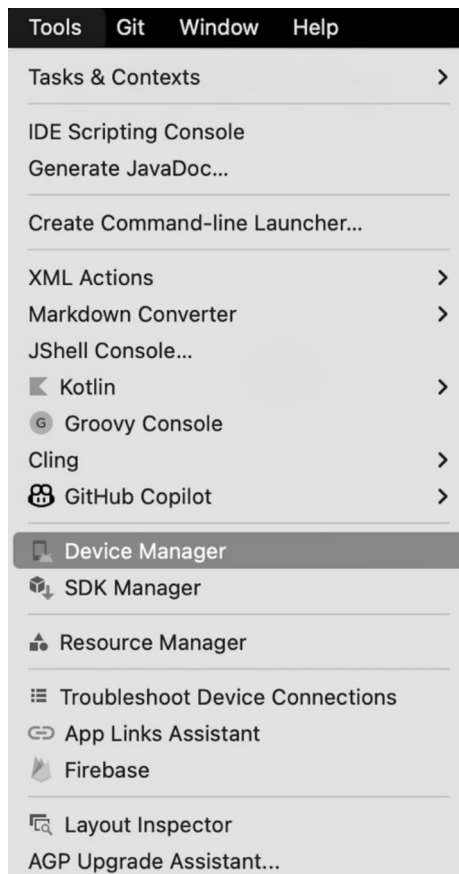 Tools Git Window Help
Tasks & Contexts
IDE Scripting Console
Generate JavaDoc...
Create Command-line Launcher...
XML Actions
Markdown Converter
JShell Console...
Kotlin
G Groovy Console
Cling
GitHub Copilot
Device Manager
SDK Manager
Resource Manager
Troubleshoot Device Connections
App Links Assistant
Firebase
Layout Inspector
AGP Upgrade Assistant...